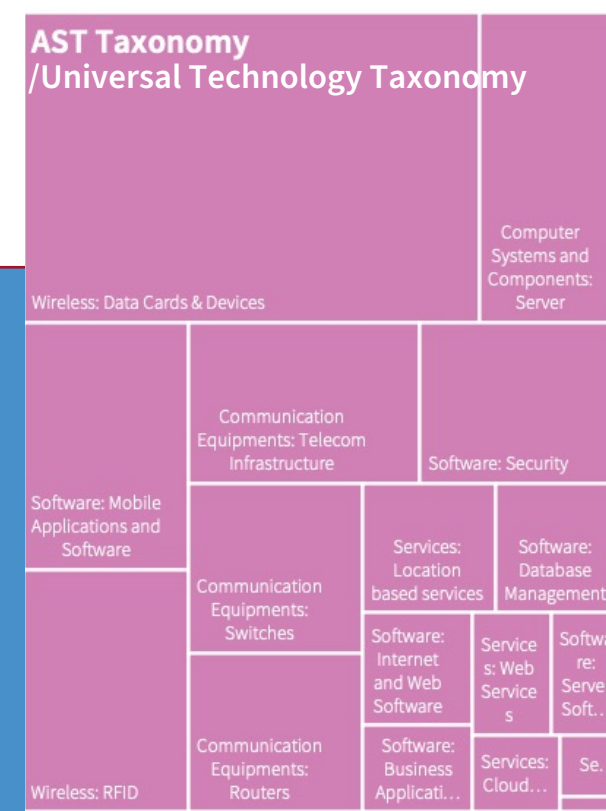 AST Taxonomy
/Universal Technology Taxonomy
Wireless: Data Cards & Devices
Computer
Systems and
Components:
Server
Software: Mobile
Applications and
Software
Communication
Equipments: Telecom
Infrastructure
Software: Security
Communication
Equipments:
Switches
Services:
Location
based services
Software:
Database
Management
Software:
Internet
and Web
Software
Service
s: Web
Service
s
Softwa
re:
Serve
Soft...
Wireless: RFID
Communication
Equipments:
Routers
Software:
Business
Applicati...
Services:
Cloud...
Se.